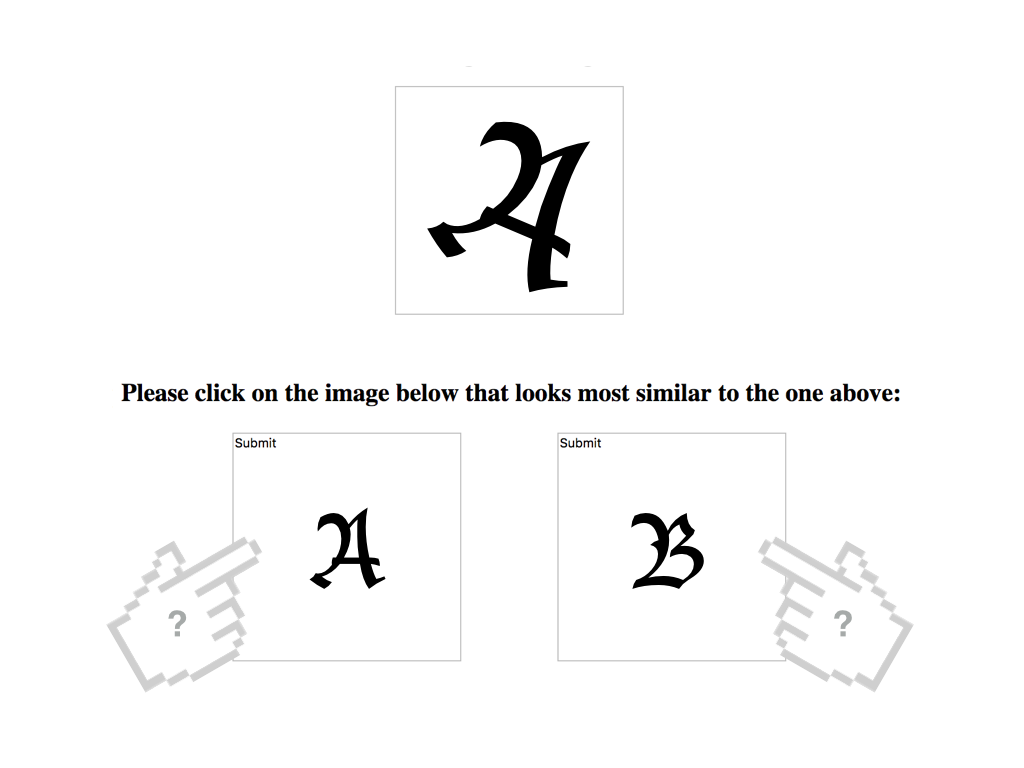 A
Please click on the image below that looks most similar to the one above:
Submit Submit
A B
? ?